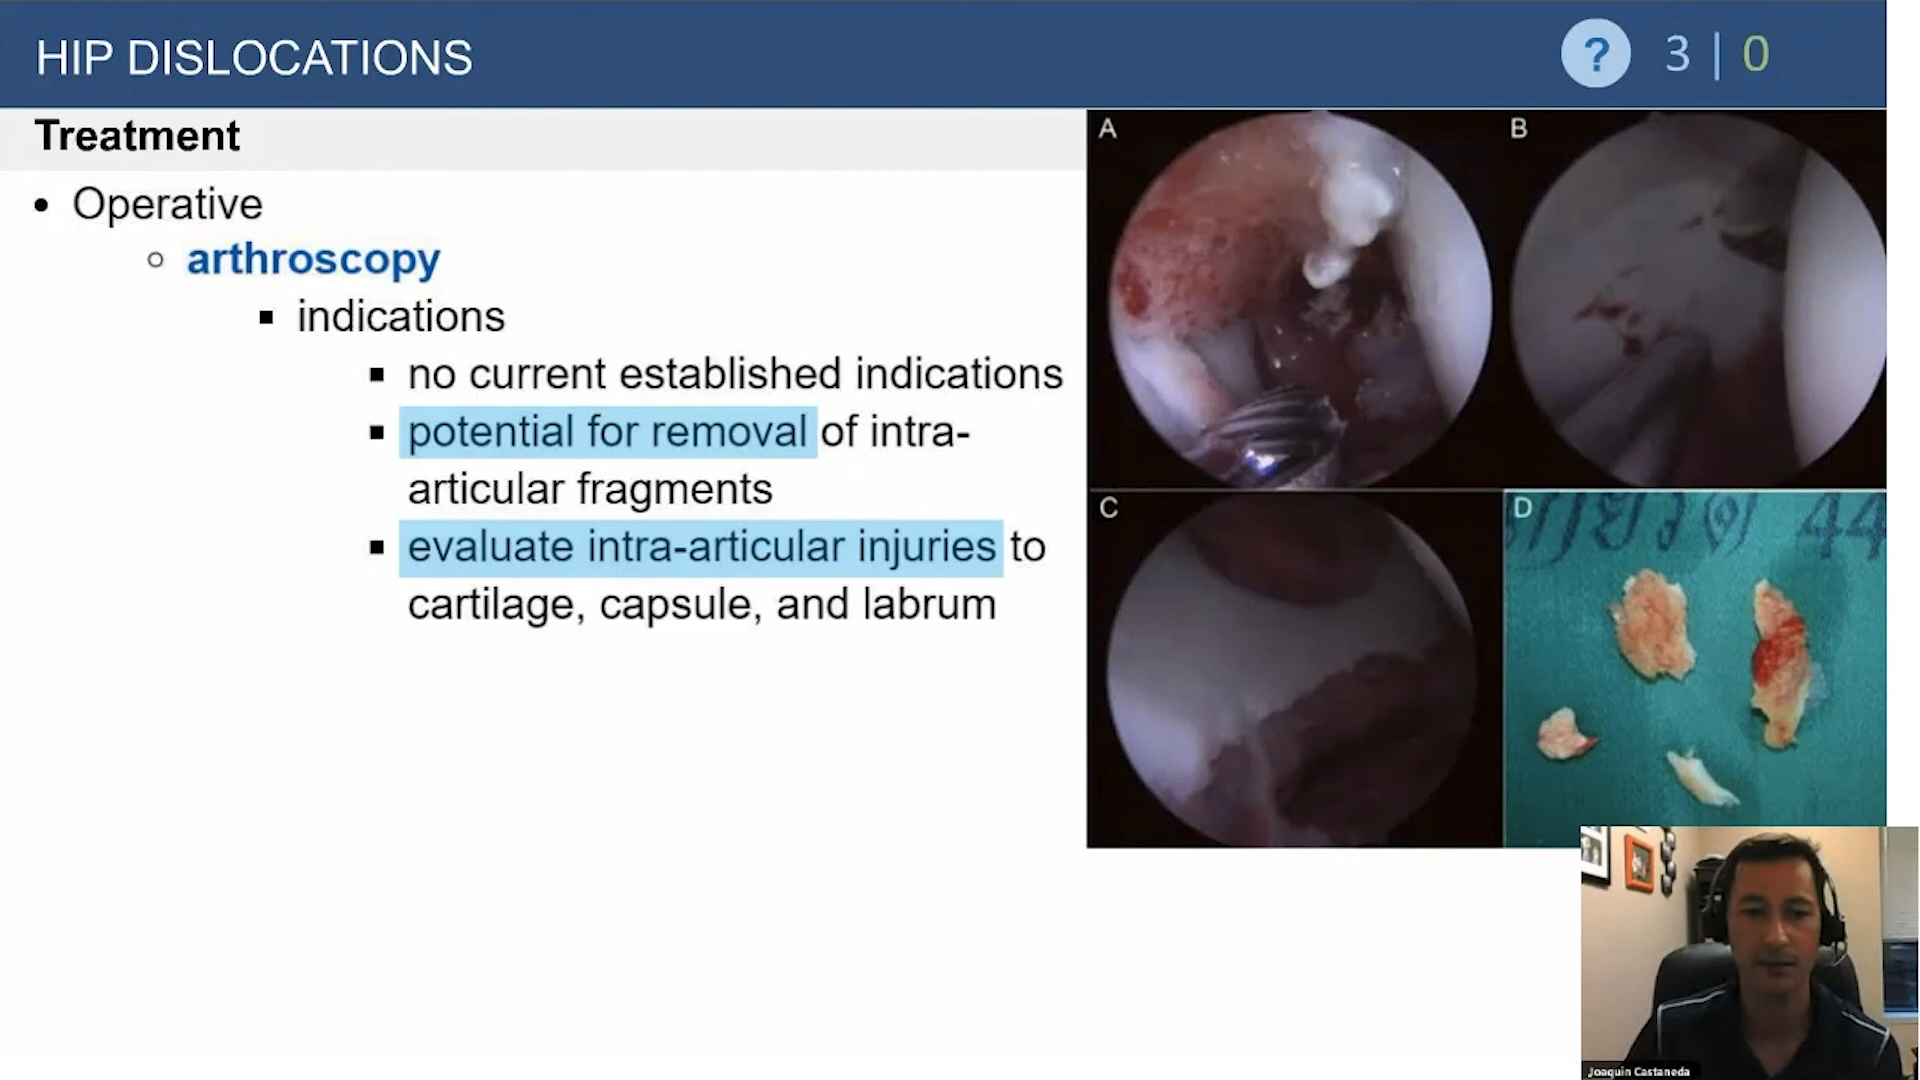 HIP DISLOCATIONS
? 3 | 0
Treatment
• Operative
○ arthroscopy
▪ indications
▪ no current established indications
▪ potential for removal of intra-
articular fragments
▪ evaluate intra-articular injuries to
cartilage, capsule, and labrum
A
B
C
D
44
Joaquin Castaneda